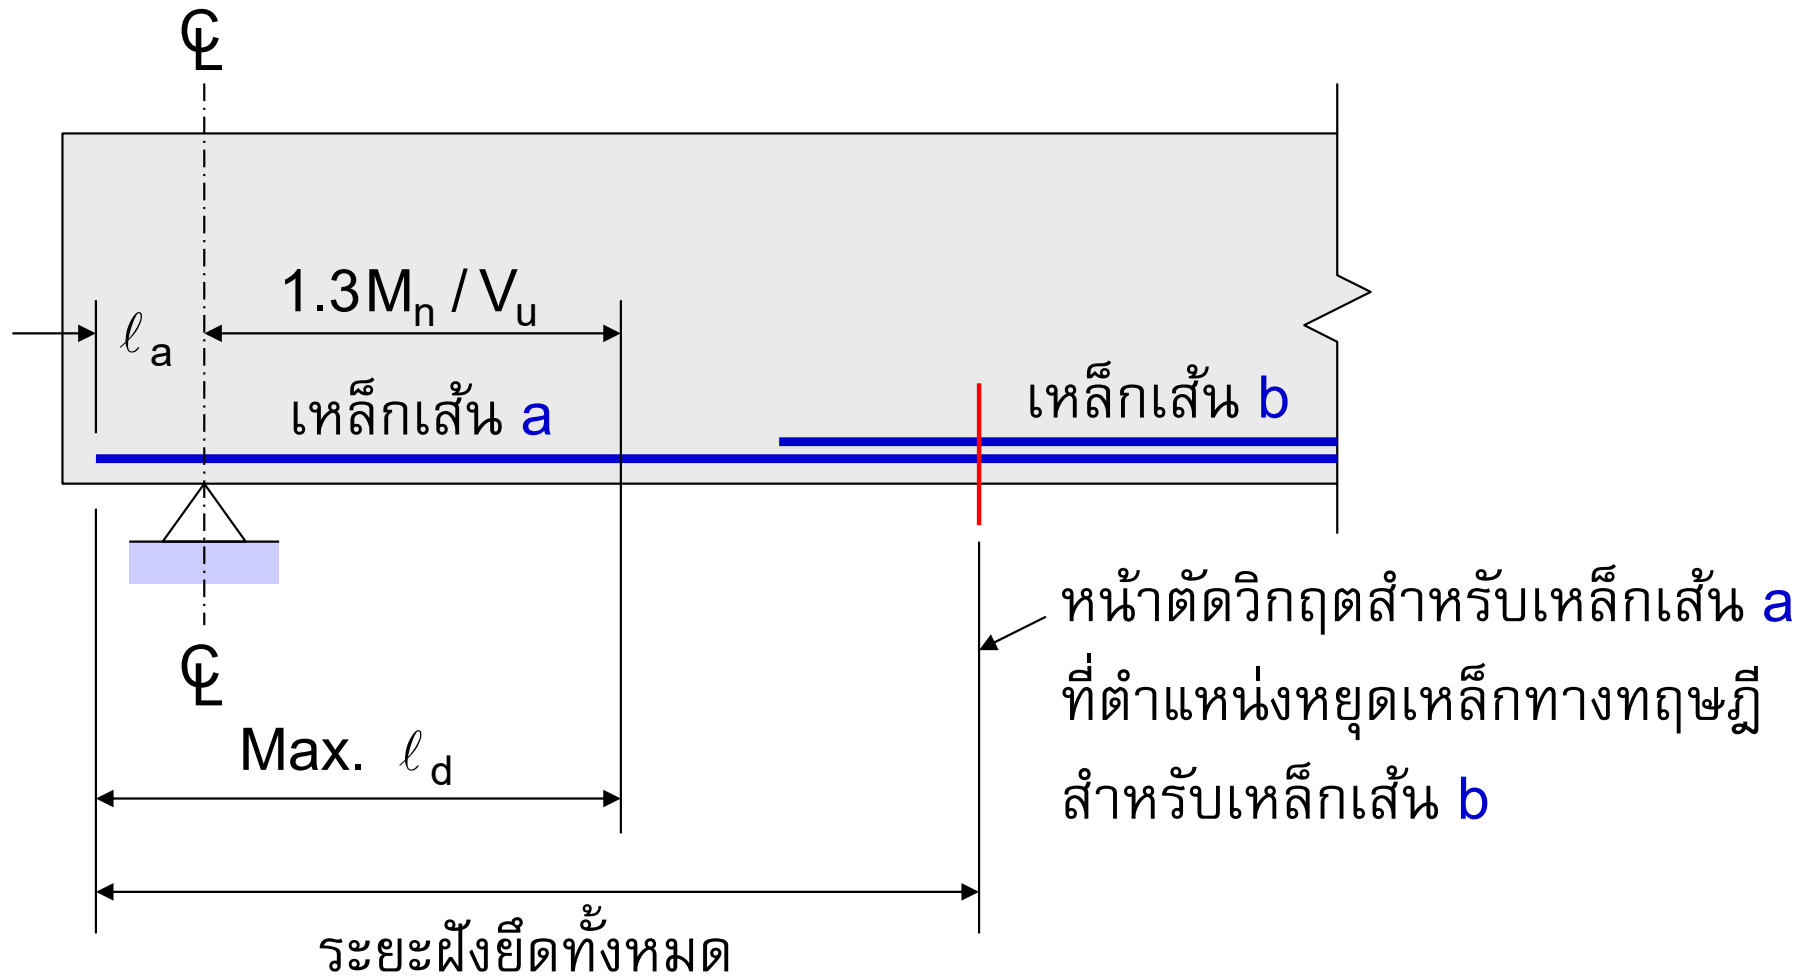 ℄
1.3Mn / Vu
ℓa
เหล็กเส้น a
เหล็กเส้น b
หน้าตัดวิกฤตสำหรับเหล็กเส้น a
ที่ตำแหน่งหยุดเหล็กทางทฤษฎี
สำหรับเหล็กเส้น b
℄
Max. ℓd
ระยะฝังยึดทั้งหมด